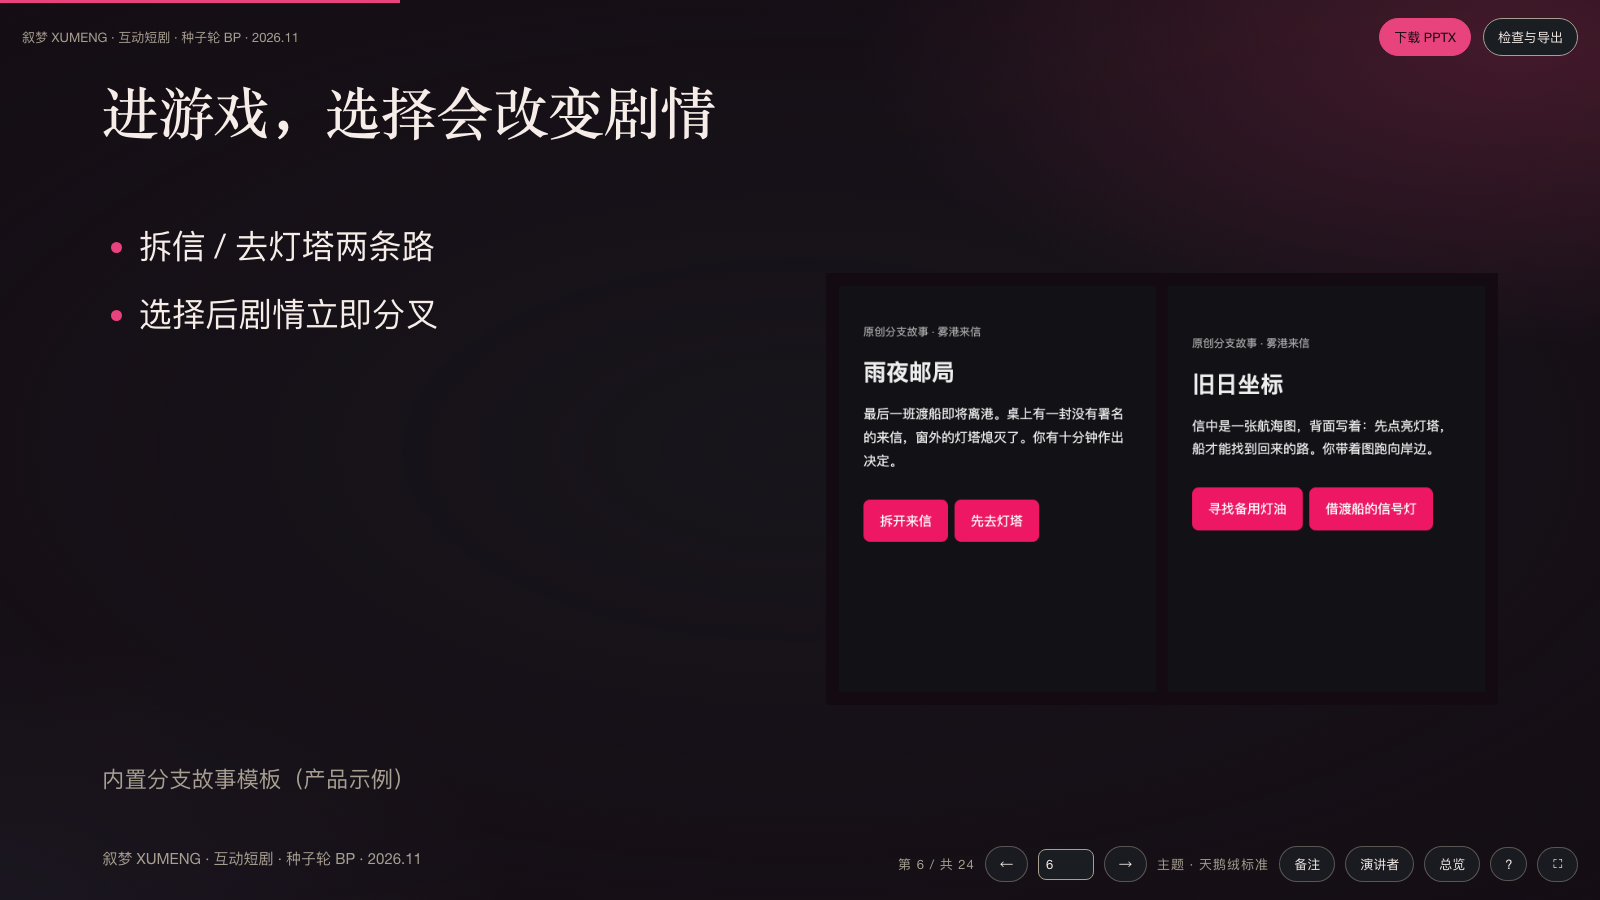 叙梦 XUMENG · 互动短剧 · 种子轮 BP · 2026.11
下载 PPTX
检查与导出
进游戏，选择会改变剧情
拆信 / 去灯塔两条路
选择后剧情立即分叉
原创分支故事 · 雾港来信
雨夜邮局
最后一班渡船即将离港。桌上有一封没有署名
的来信，窗外的灯塔熄灭了。你有十分钟作出
决定。
拆开来信
先去灯塔
原创分支故事 · 雾港来信
旧日坐标
信中是一张航海图，背面写着：先点亮灯塔，
船才能找到回来的路。你带着图跑向岸边。
寻找备用灯油
借渡船的信号灯
内置分支故事模板（产品示例）
叙梦 XUMENG · 互动短剧 · 种子轮 BP · 2026.11
第 6 / 共 24
←
6
→
主题 · 天鹅绒标准
备注
演讲者
总览
?